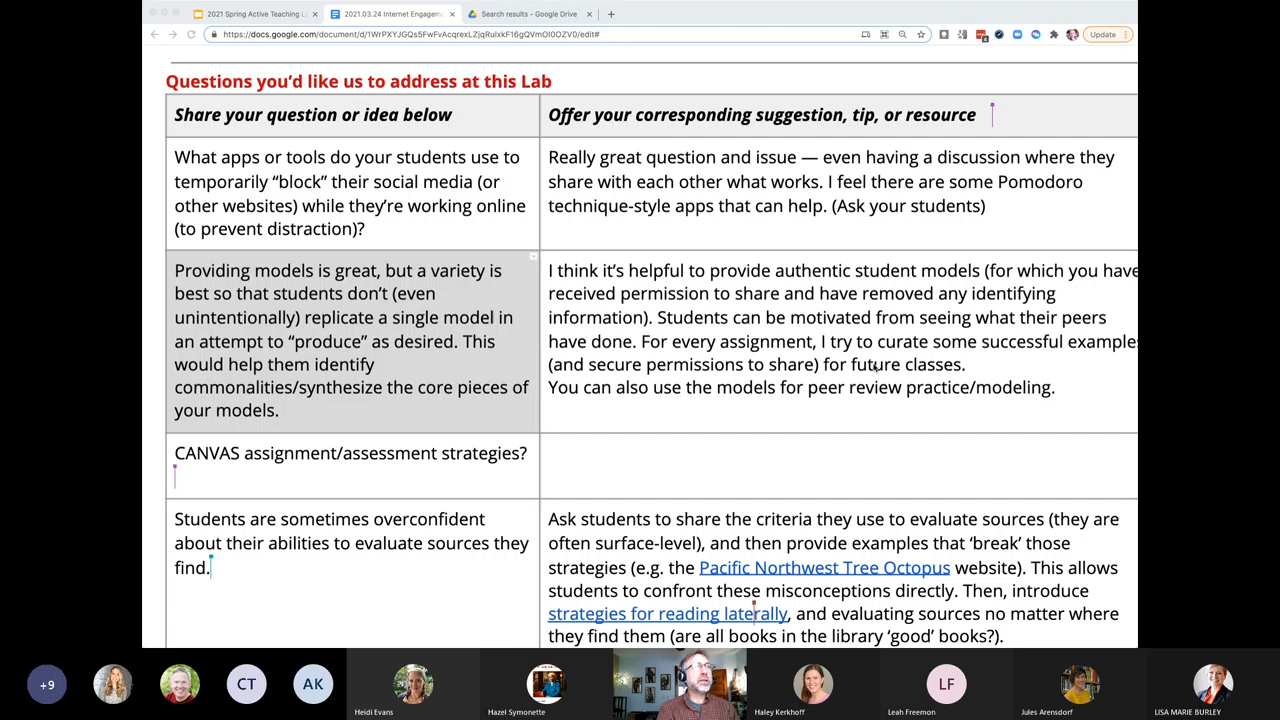 2021 Spring Active Teaching L
2021.03.24 Internet Engagem
Search results - Google Drive
https://docs.google.com/document/d/1WrPXYJGQs5FwFvAcqrexLZjqRulxkF16gQVmOl0OZV0/edit#
Update
Questions you'd like us to address at this Lab
Share your question or idea below
Offer your corresponding suggestion, tip, or resource
What apps or tools do your students use to
temporarily “block” their social media (or
other websites) while they're working online
(to prevent distraction)?
Really great question and issue — even having a discussion where they
share with each other what works. I feel there are some Pomodoro
technique-style apps that can help. (Ask your students)
Providing models is great, but a variety is
best so that students don't (even
unintentionally) replicate a single model in
an attempt to “produce” as desired. This
would help them identify
commonalities/synthesize the core pieces of
your models.
I think it's helpful to provide authentic student models (for which you have
received permission to share and have removed any identifying
information). Students can be motivated from seeing what their peers
have done. For every assignment, I try to curate some successful examples
(and secure permissions to share) for future classes.
You can also use the models for peer review practice/modeling.
CANVAS assignment/assessment strategies?
Students are sometimes overconfident
about their abilities to evaluate sources they
find.
Ask students to share the criteria they use to evaluate sources (they are
often surface-level), and then provide examples that ‘break’ those
strategies (e.g. the Pacific Northwest Tree Octopus website). This allows
students to confront these misconceptions directly. Then, introduce
strategies for reading laterally, and evaluating sources no matter where
they find them (are all books in the library ‘good’ books?).
+9
CT
AK
Heidi Evans
Hazel Symonette
Haley Kerkhoff
LF
Leah Freemon
Jules Arensdorf
LISA MARIE BURLEY